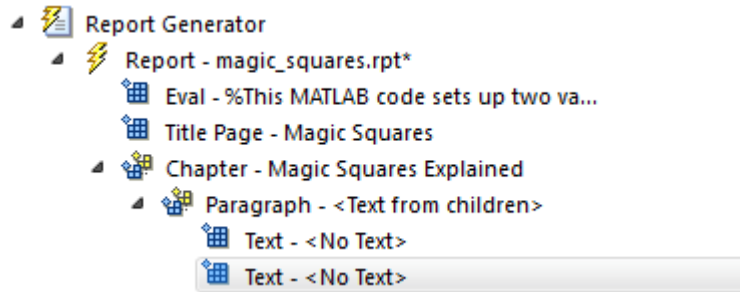 Report Generator
Report - magic_squares.rpt*
Eval - %This MATLAB code sets up two va...
Title Page - Magic Squares
Chapter - Magic Squares Explained
Paragraph - <Text from children>
Text - <No Text>
Text - <No Text>